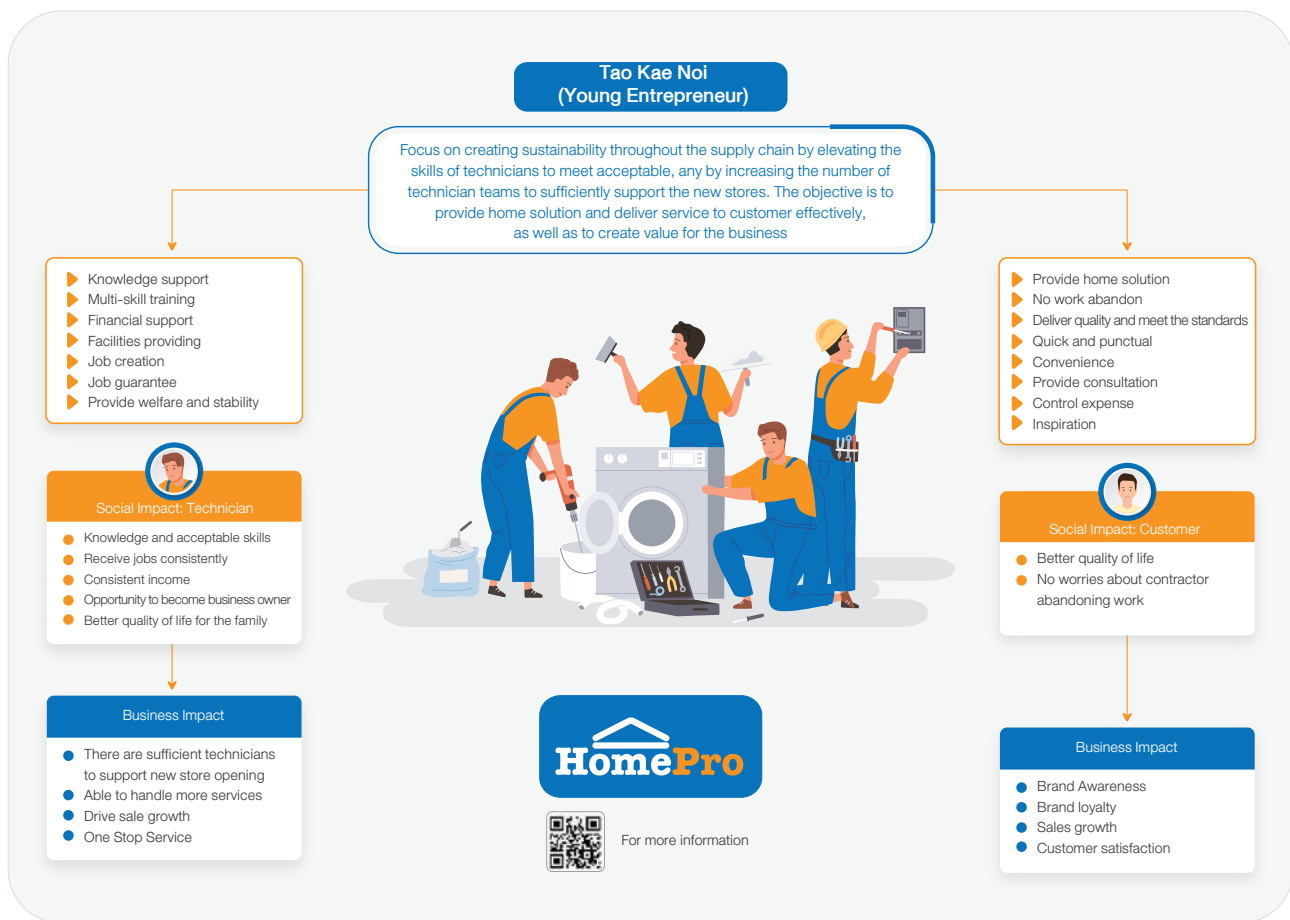 Tao Kae Noi
(Young Entrepreneur)
Focus on creating sustainability throughout the supply chain by elevating the
skills of technicians to meet acceptable, any by increasing the number of
technician teams to sufficiently support the new stores. The objective is to
provide home solution and deliver service to customer effectively,
as well as to create value for the business
Knowledge support
Multi-skill training
Financial support
Facilities providing
Job creation
Job guarantee
Provide welfare and stability
Social Impact: Technician
Knowledge and acceptable skills
Receive jobs consistently
Consistent income
Opportunity to become business owner
Better quality of life for the family
Business Impact
There are sufficient technicians
to support new store opening
Able to handle more services
Drive sale growth
One Stop Service
Provide home solution
No work abandon
Deliver quality and meet the standards
Quick and punctual
Convenience
Provide consultation
Control expense
Inspiration
Social Impact: Customer
Better quality of life
No worries about contractor
abandoning work
Business Impact
Brand Awareness
Brand loyalty
Sales growth
Customer satisfaction
HomePro
For more information